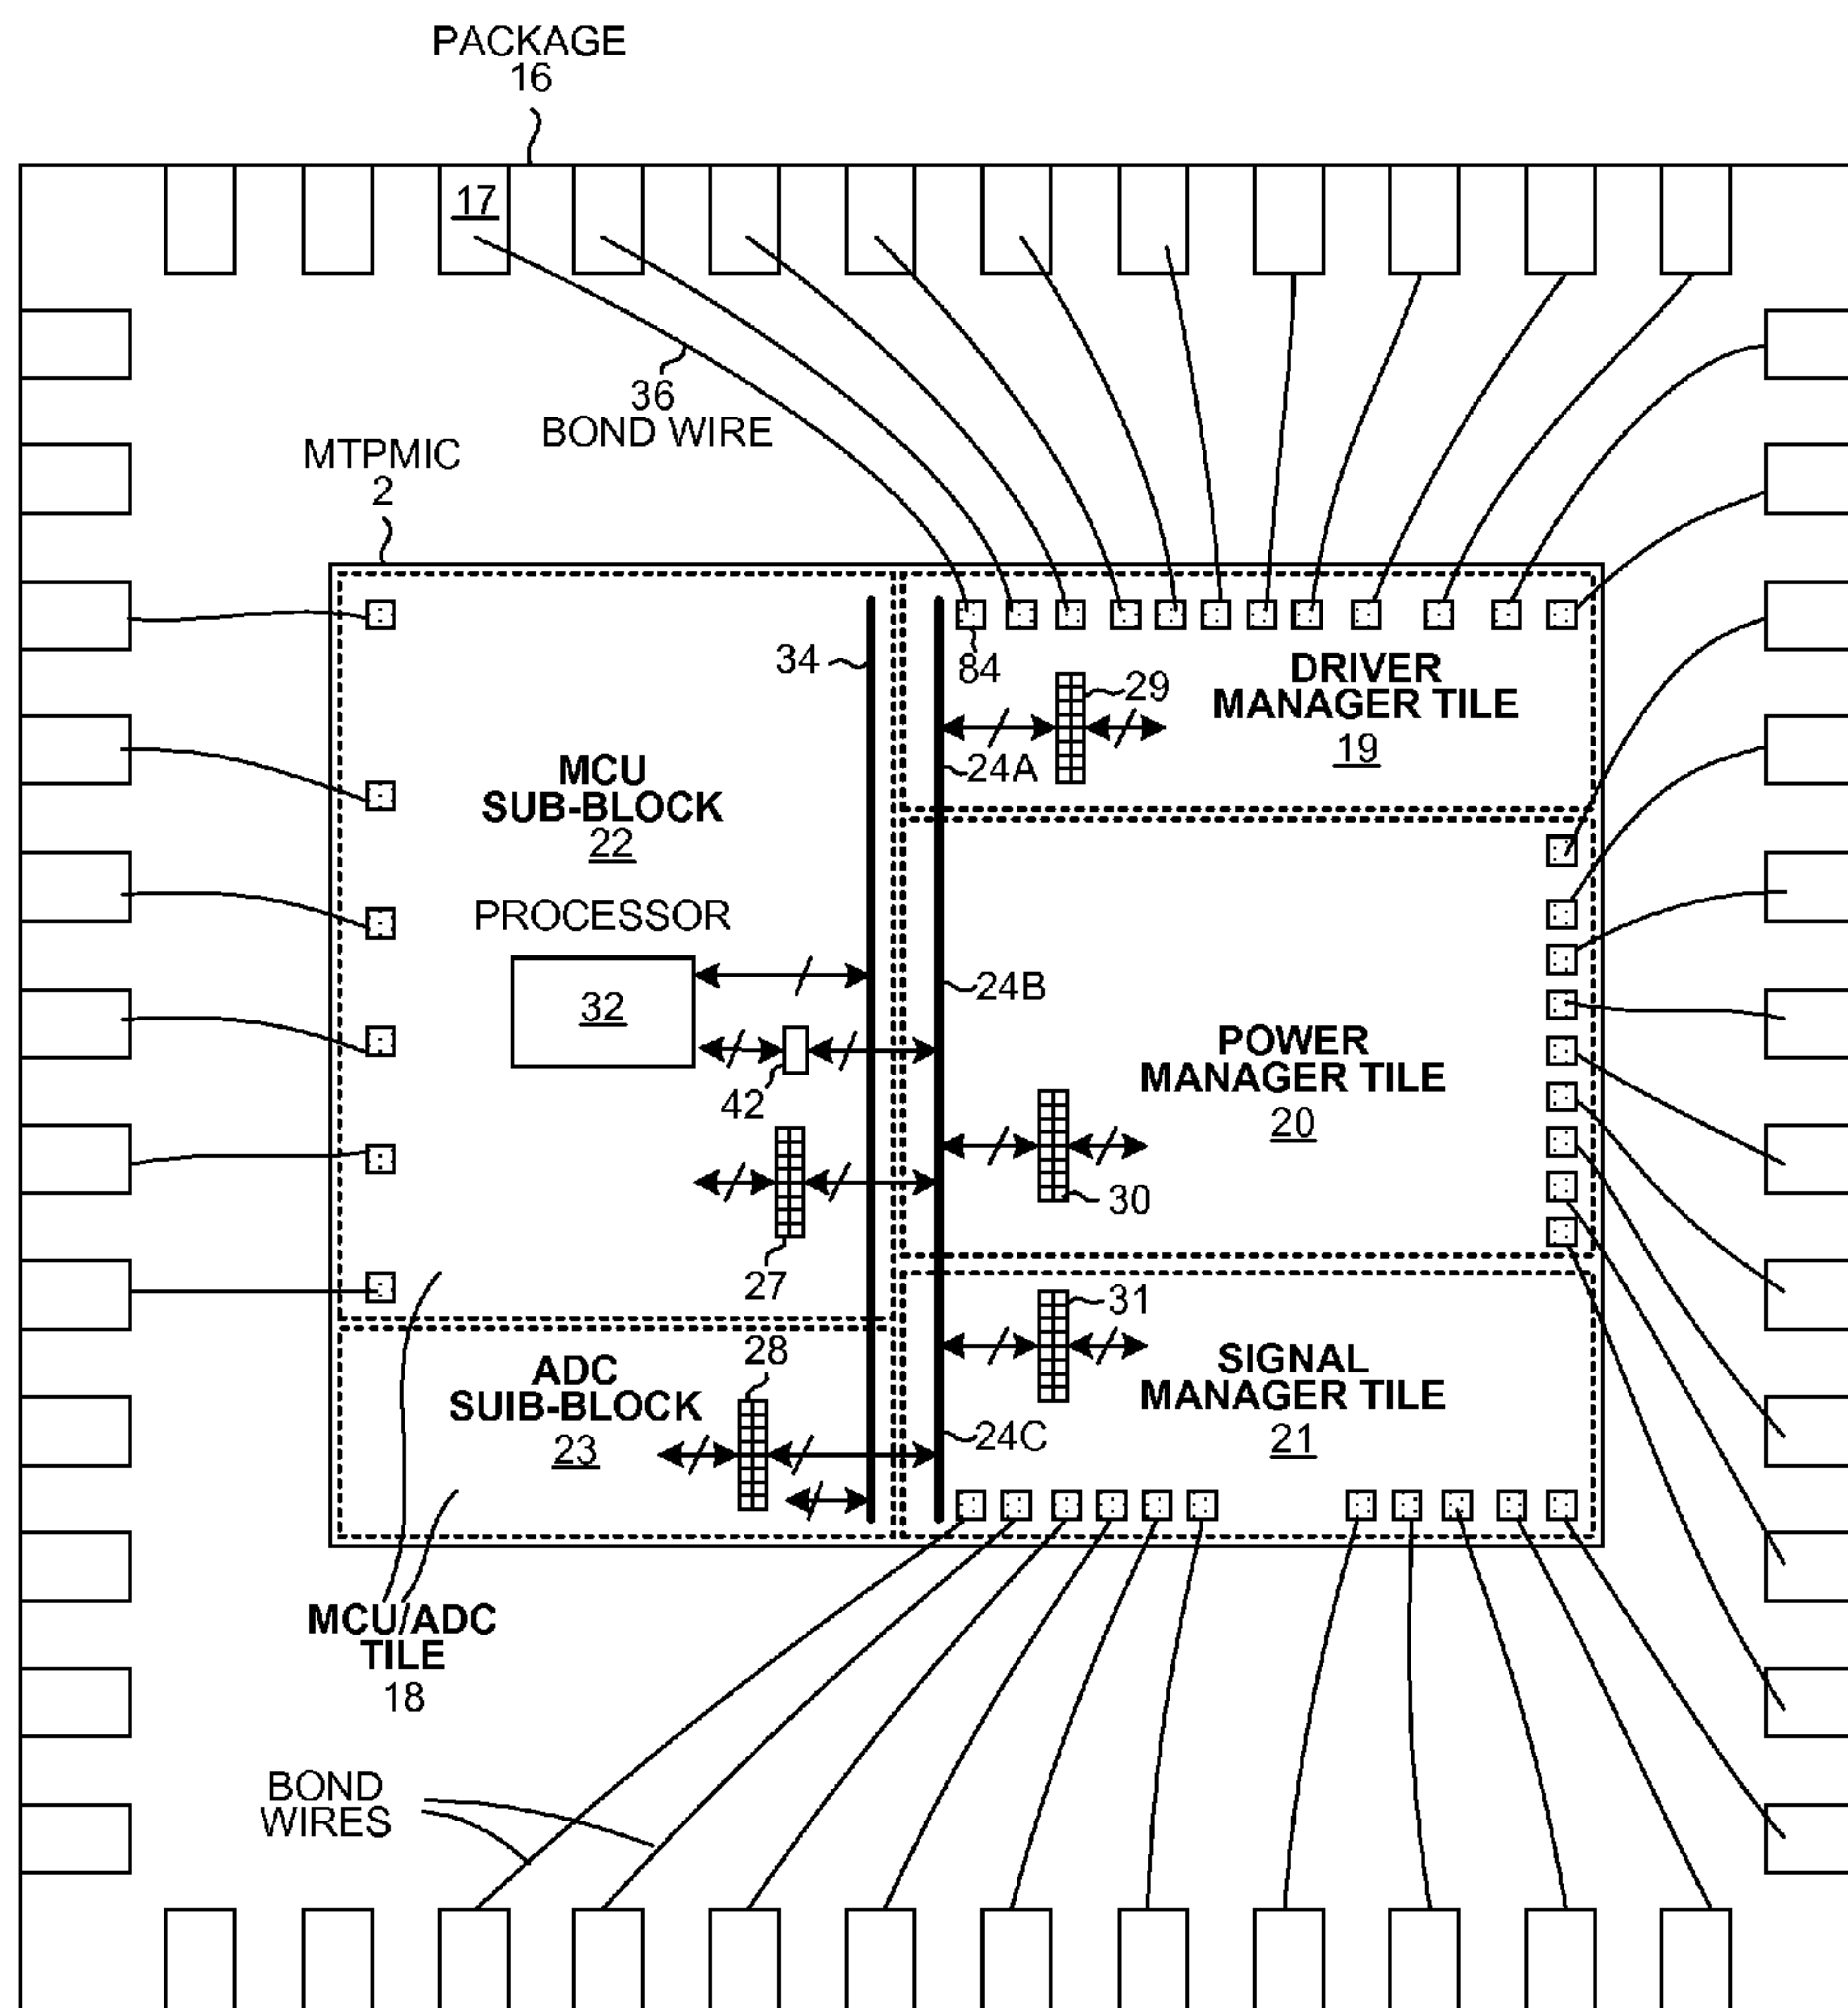 PACKAGE
16
17
36
BOND WIRE
MTPMIC
2
34
84
29
DRIVER
MANAGER TILE
19
24A
MCU
SUB-BLOCK
22
PROCESSOR
32
42
24B
POWER
MANAGER TILE
20
30
27
28
31
ADC
SUIB-BLOCK
23
SIGNAL
MANAGER TILE
21
24C
MCU/ADC
TILE
18
BOND
WIRES